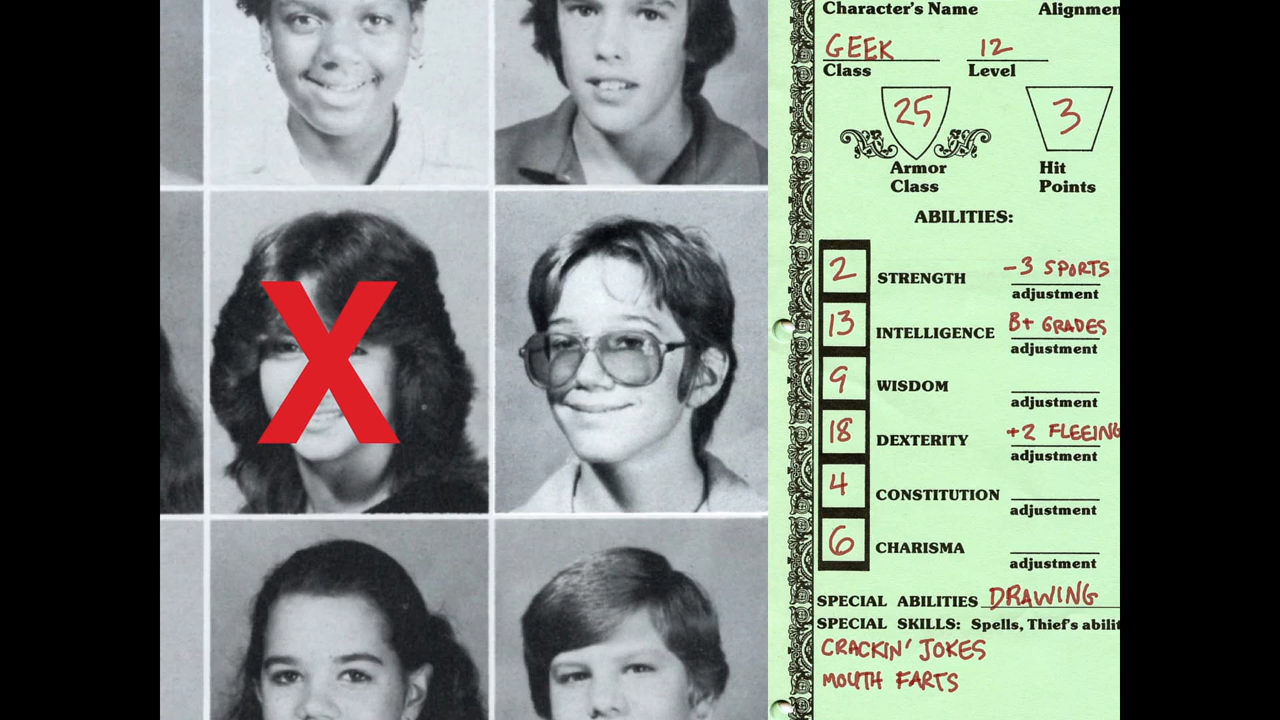 Character's Name Alignmen
GEEK 12
Class Level
25 3
Armor Hit
Class Points
ABILITIES:
2 STRENGTH -3 SPORTS
adjustment
13 INTELLIGENCE B+ GRADES
adjustment
9 WISDOM
adjustment
18 DEXTERITY +2 FLEEING
adjustment
4 CONSTITUTION
adjustment
6 CHARISMA
adjustment
SPECIAL ABILITIES DRAWING
SPECIAL SKILLS: Spells, Thief's abilit
CRACKIN' JOKES
MOUTH FARTS
X